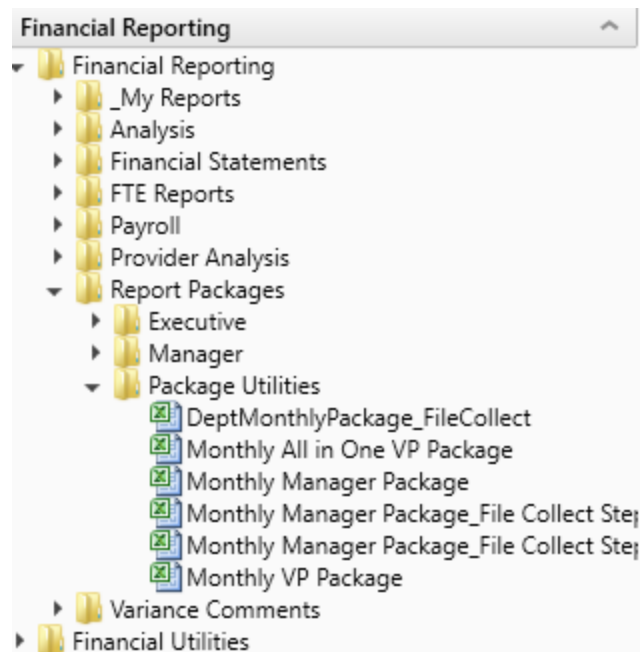 Financial Reporting
Financial Reporting
_My Reports
Analysis
Financial Statements
FTE Reports
Payroll
Provider Analysis
Report Packages
Executive
Manager
Package Utilities
DeptMonthlyPackage_FileCollect
Monthly All in One VP Package
Monthly Manager Package
Monthly Manager Package_File Collect
Monthly Manager Package_File Collect
Monthly VP Package
Variance Comments
Financial Utilities